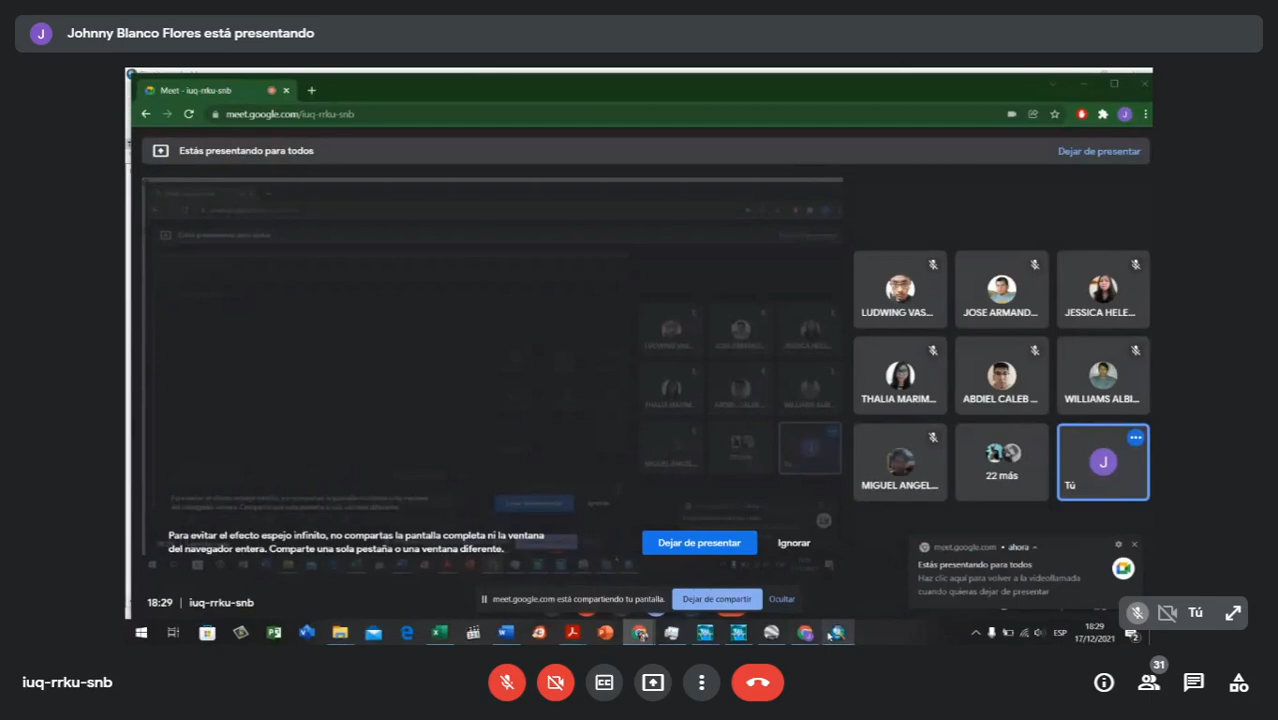 J
Johnny Blanco Flores está presentando
Meet - iuq-rrku-snb
meet.google.com/iuq-rrku-snb
J
Estás presentando para todos
Dejar de presentar
LUDWING VAS...
JOSE ARMAND...
JESSICA HELE...
THALIA MARIM...
ABDIEL CALEB ...
WILLIAMS ALBI...
MIGUEL ANGEL...
22 más
J
Tú
Para evitar el efecto espejo infinito, no compartas la pantalla completa ni la ventana
del navegador entera. Comparte una sola pestaña o una ventana diferente.
Dejar de presentar
Ignorar
meet.google.com • ahora
Estás presentando para todos
Haz clic aquí para volver a la videollamada
cuando quieras dejar de presentar
18:29 | iuq-rrku-snb
meet.google.com está compartiendo tu pantalla.
Dejar de compartir
Ocultar
Tú
ESP
18:29
17/12/2021
2
iuq-rrku-snb
31